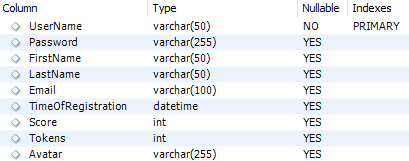 Column Type Nullable Indexes
UserName varchar(50) NO PRIMARY
Password varchar(255) YES
FirstName varchar(50) YES
LastName varchar(50) YES
Email varchar(100) YES
TimeOfRegistration datetime YES
Score int YES
Tokens int YES
Avatar varchar(255) YES